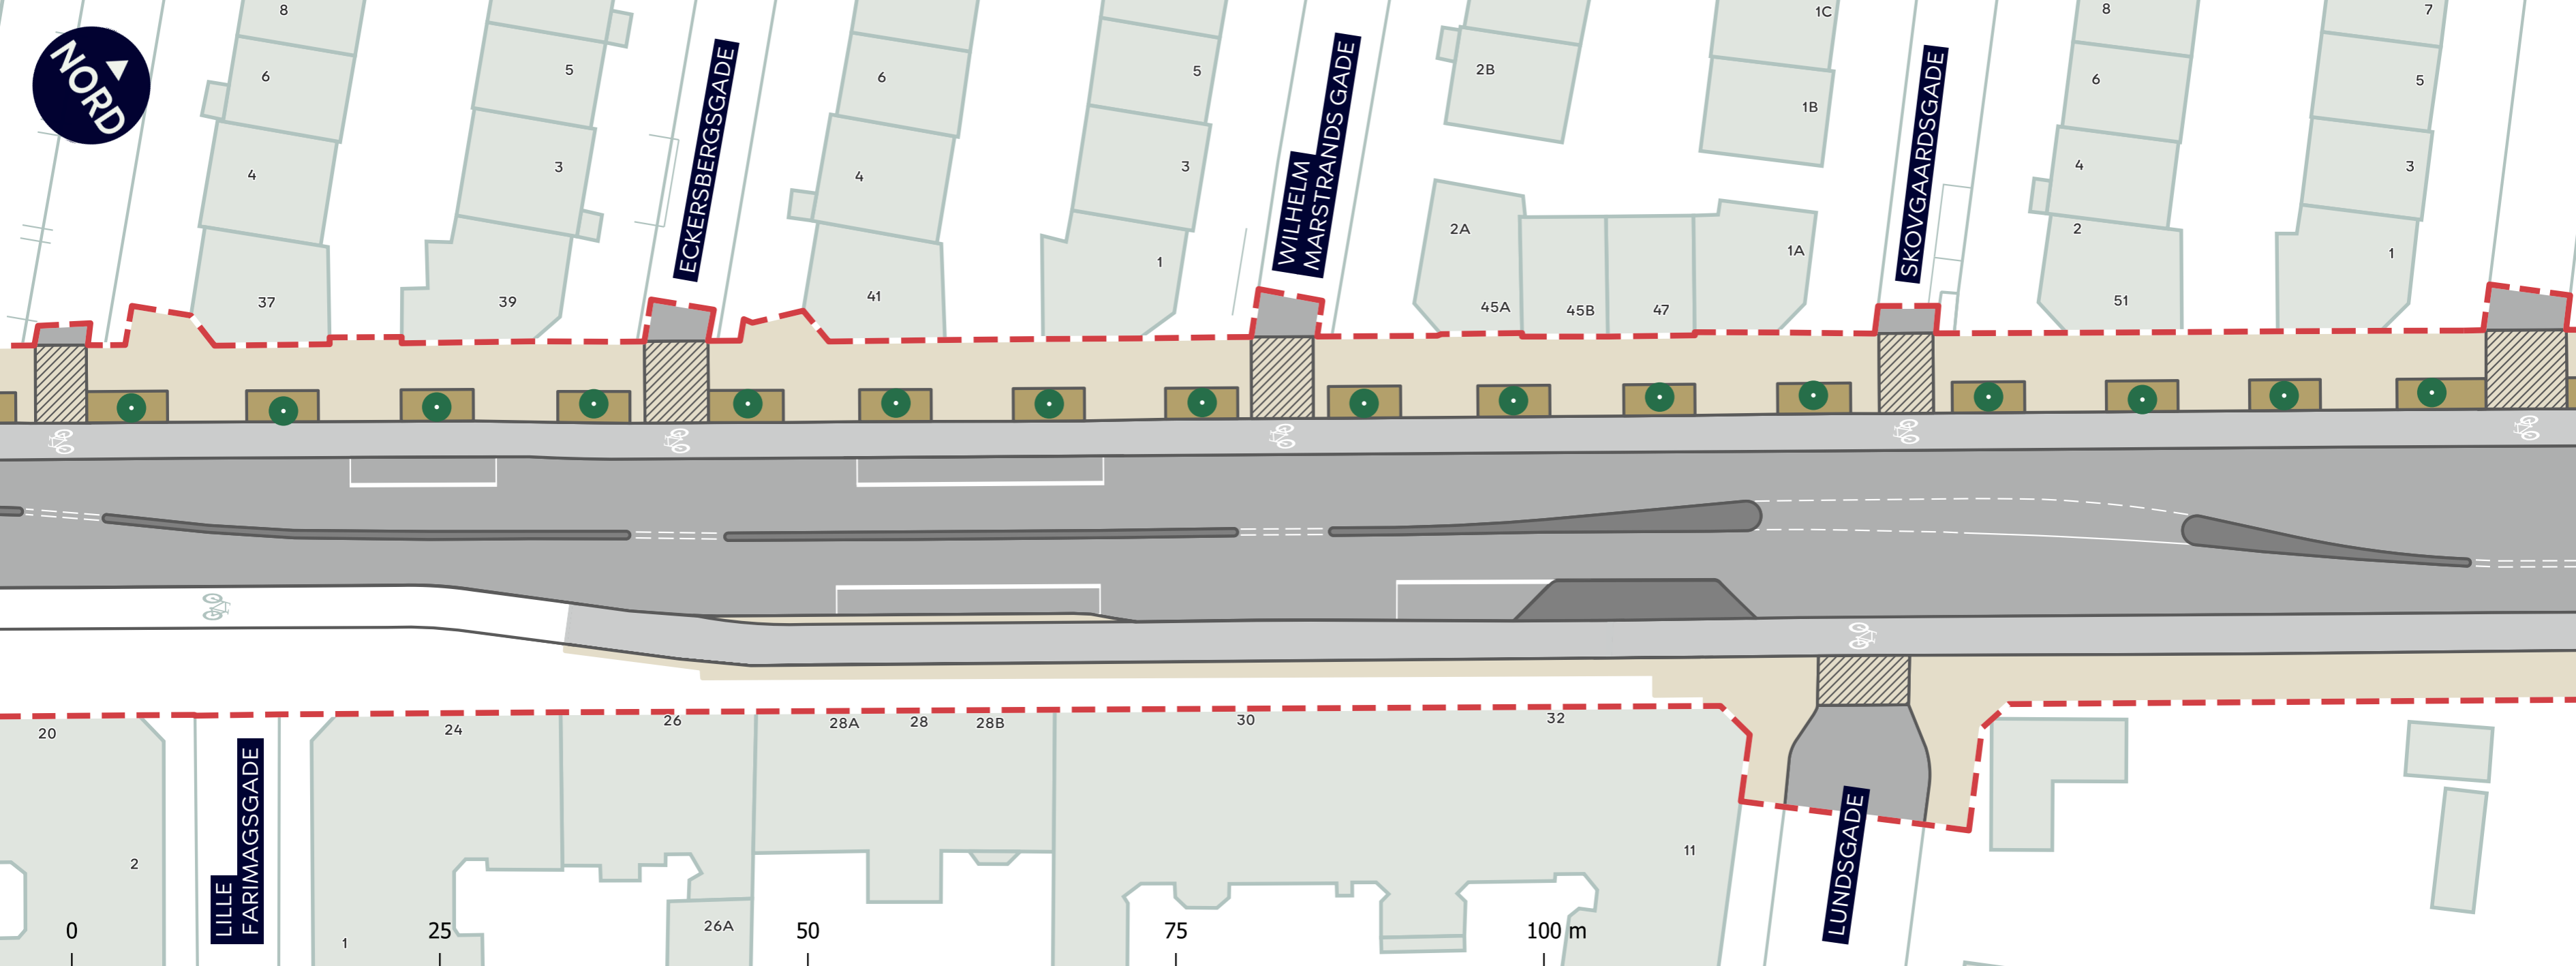 NORD
8
6
4
37
5
3
39
ECKERSBERGSGADE
6
4
41
5
3
1
WILHELM
MARSTRANDS GADE
2B
2A
45A
45B
47
1C
1B
1A
SKOVGAARDSGADE
8
6
4
2
51
7
5
3
1
20
2
LILLE
FARIMAGSGADE
24
1
26
26A
28A
28
28B
30
32
11
LUNDSGADE
0
25
50
75
100 m